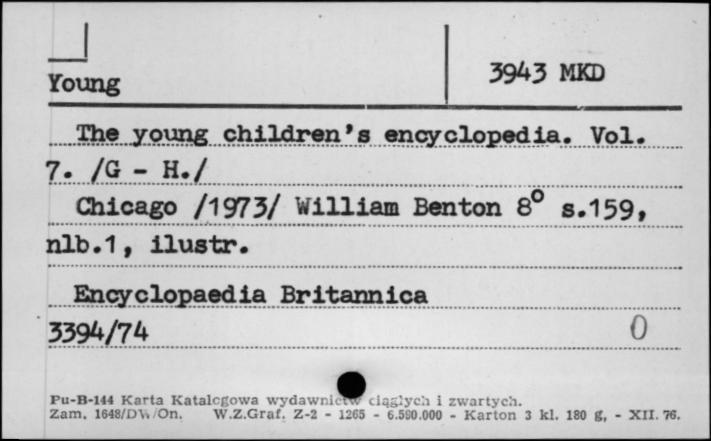 3943 MKD
Young
The young children's encyclopedia. Vol.
7. /G - H./
Chicago /1973/ William Benton 8° s.159,
nlb.1, ilustr.
Encyclopaedia Britannica
3394/74 0
Pu-B-144 Karta Katalogowa wydawnictw ciągłych i zwartych.
Zam. 1648/DW./On. W.Z.Graf. Z-2 - 1265 - 6.590.000 - Karton 3 kl. 180 g, - XII. 76.